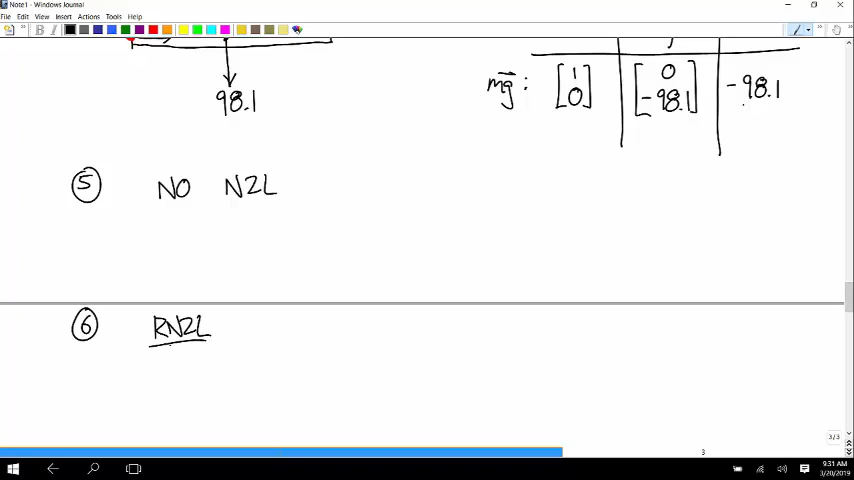 Note1 - Windows Journal
File Edit View Insert Actions Tools Help
B
98.1
mg : [1 0] [0 -98.1] -98.1
5 NO N2L
6 RN2L
3/3
3
9:31 AM
3/20/2019